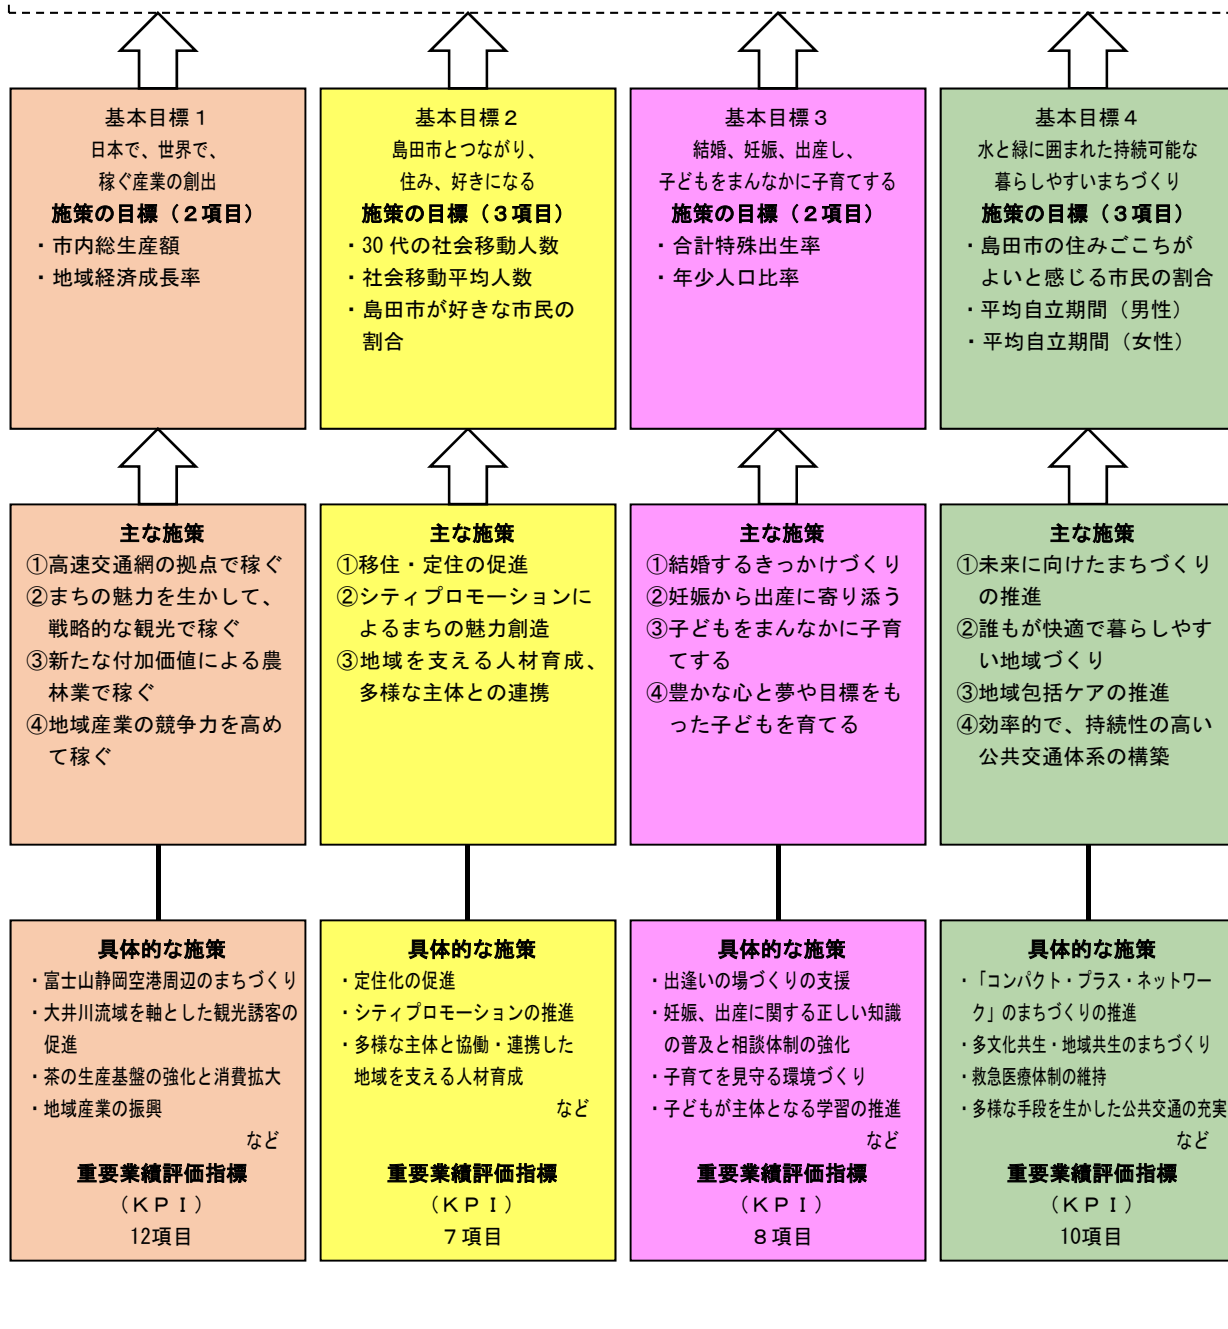 基本目標１
日本で、世界で、
稼ぐ産業の創出
施策の目標（２項目）
・市内総生産額
・地域経済成長率
基本目標２
島田市とつながり、
住み、好きになる
施策の目標（３項目）
・30代の社会移動人数
・社会移動平均人数
・島田市が好きな市民の
割合
基本目標３
結婚、妊娠、出産し、
子どもをまんなかに子育てする
施策の目標（２項目）
・合計特殊出生率
・年少人口比率
基本目標４
水と緑に囲まれた持続可能な
暮らしやすいまちづくり
施策の目標（３項目）
・島田市の住みごこちが
よいと感じる市民の割合
・平均自立期間（男性）
・平均自立期間（女性）
主な施策
①高速交通網の拠点で稼ぐ
②まちの魅力を生かして、
戦略的な観光で稼ぐ
③新たな付加価値による農
林業で稼ぐ
④地域産業の競争力を高め
て稼ぐ
主な施策
①移住・定住の促進
②シティプロモーションに
よるまちの魅力創造
③地域を支える人材育成、
多様な主体との連携
主な施策
①結婚するきっかけづくり
②妊娠から出産に寄り添う
③子どもをまんなかに子育
てする
④豊かな心と夢や目標をも
った子どもを育てる
主な施策
①未来に向けたまちづくり
の推進
②誰もが快適で暮らしやす
い地域づくり
③地域包括ケアの推進
④効率的で、持続性の高い
公共交通体系の構築
具体的な施策
・富士山静岡空港周辺のまちづくり
・大井川流域を軸とした観光誘客の
促進
・茶の生産基盤の強化と消費拡大
・地域産業の振興
など
重要業績評価指標
（ＫＰＩ）
12項目
具体的な施策
・定住化の促進
・シティプロモーションの推進
・多様な主体と協働・連携した
地域を支える人材育成
など
重要業績評価指標
（ＫＰＩ）
７項目
具体的な施策
・出逢いの場づくりの支援
・妊娠、出産に関する正しい知識
の普及と相談体制の強化
・子育てを見守る環境づくり
・子どもが主体となる学習の推進
など
重要業績評価指標
（ＫＰＩ）
８項目
具体的な施策
・「コンパクト・プラス・ネットワー
ク」のまちづくりの推進
・多文化共生・地域共生のまちづくり
・救急医療体制の維持
・多様な手段を生かした公共交通の充実
など
重要業績評価指標
（ＫＰＩ）
10項目